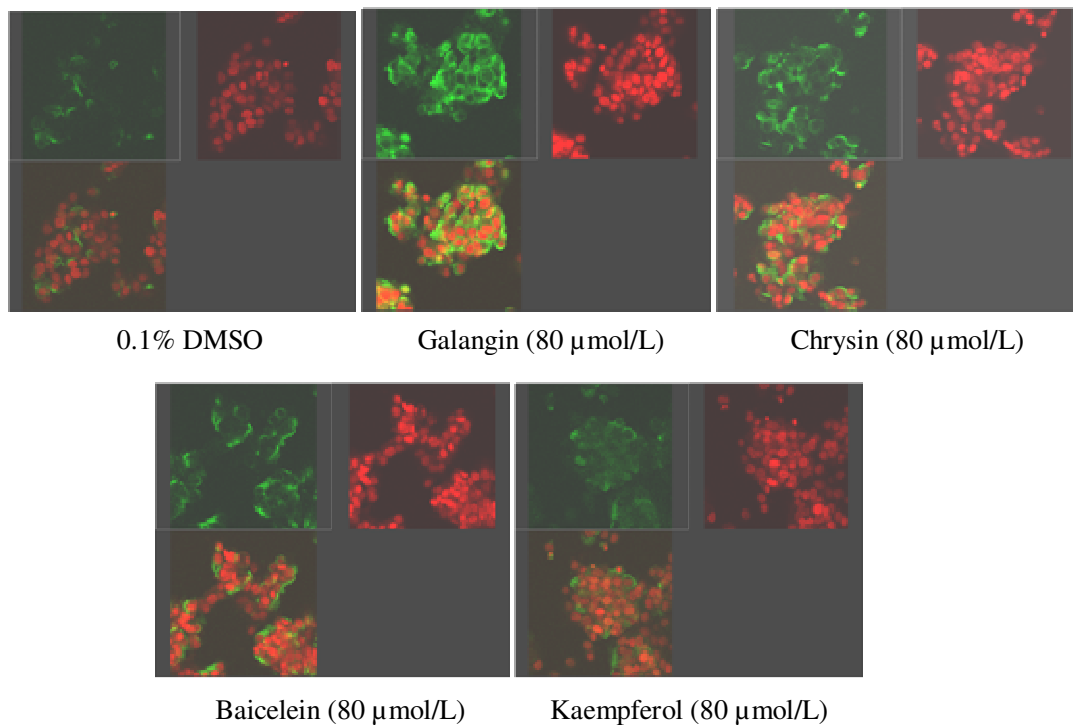 0.1% DMSO Galangin (80 μmol/L) Chrysin (80 μmol/L)
Baicelein (80 μmol/L) Kaempferol (80 μmol/L)